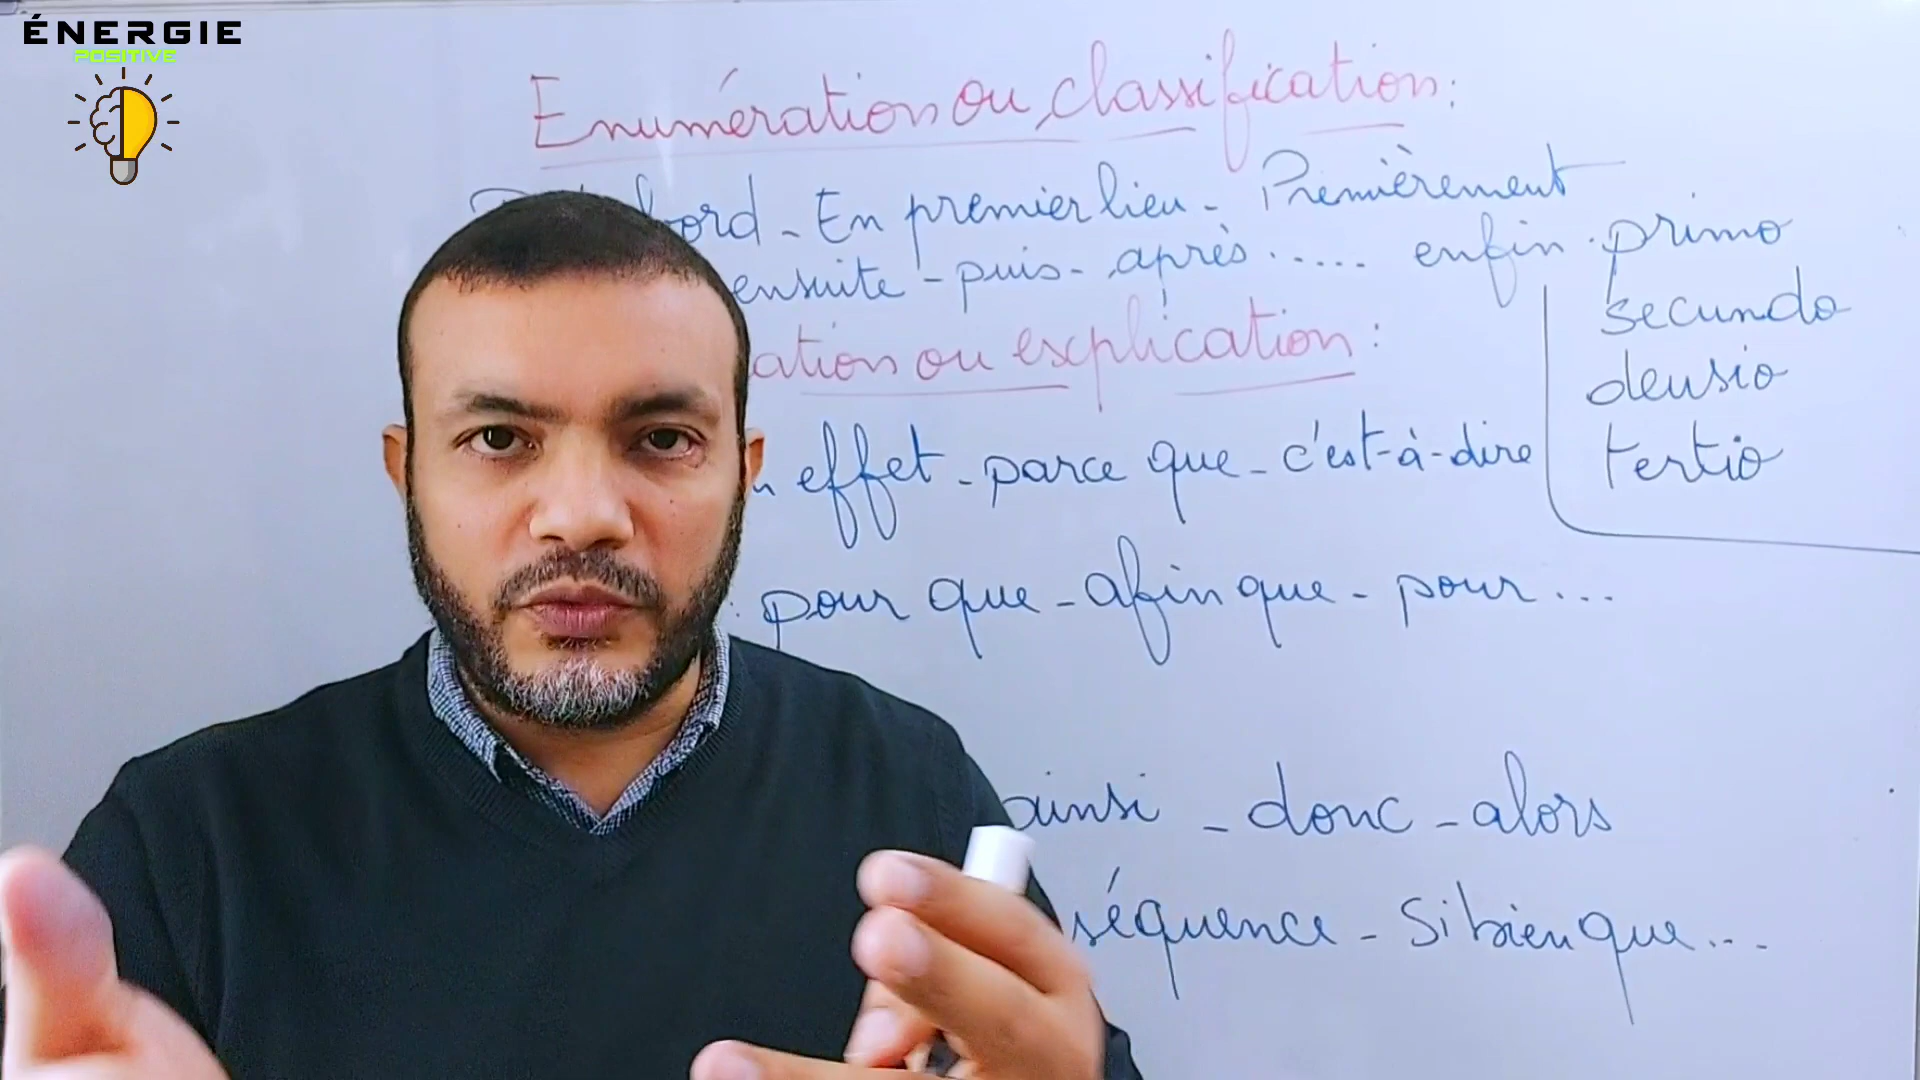 ÉNERGIE
POSITIVE
Enumération ou classification:
En premier lieu - Premièrement
ensuite - puis - après ..... enfin.
primo
secundo
deusio
tertio
ou explication:
effet - parce que - c'est-à-dire
: pour que - afin que - pour ...
ainsi - donc - alors
séquence - Si bien que ...